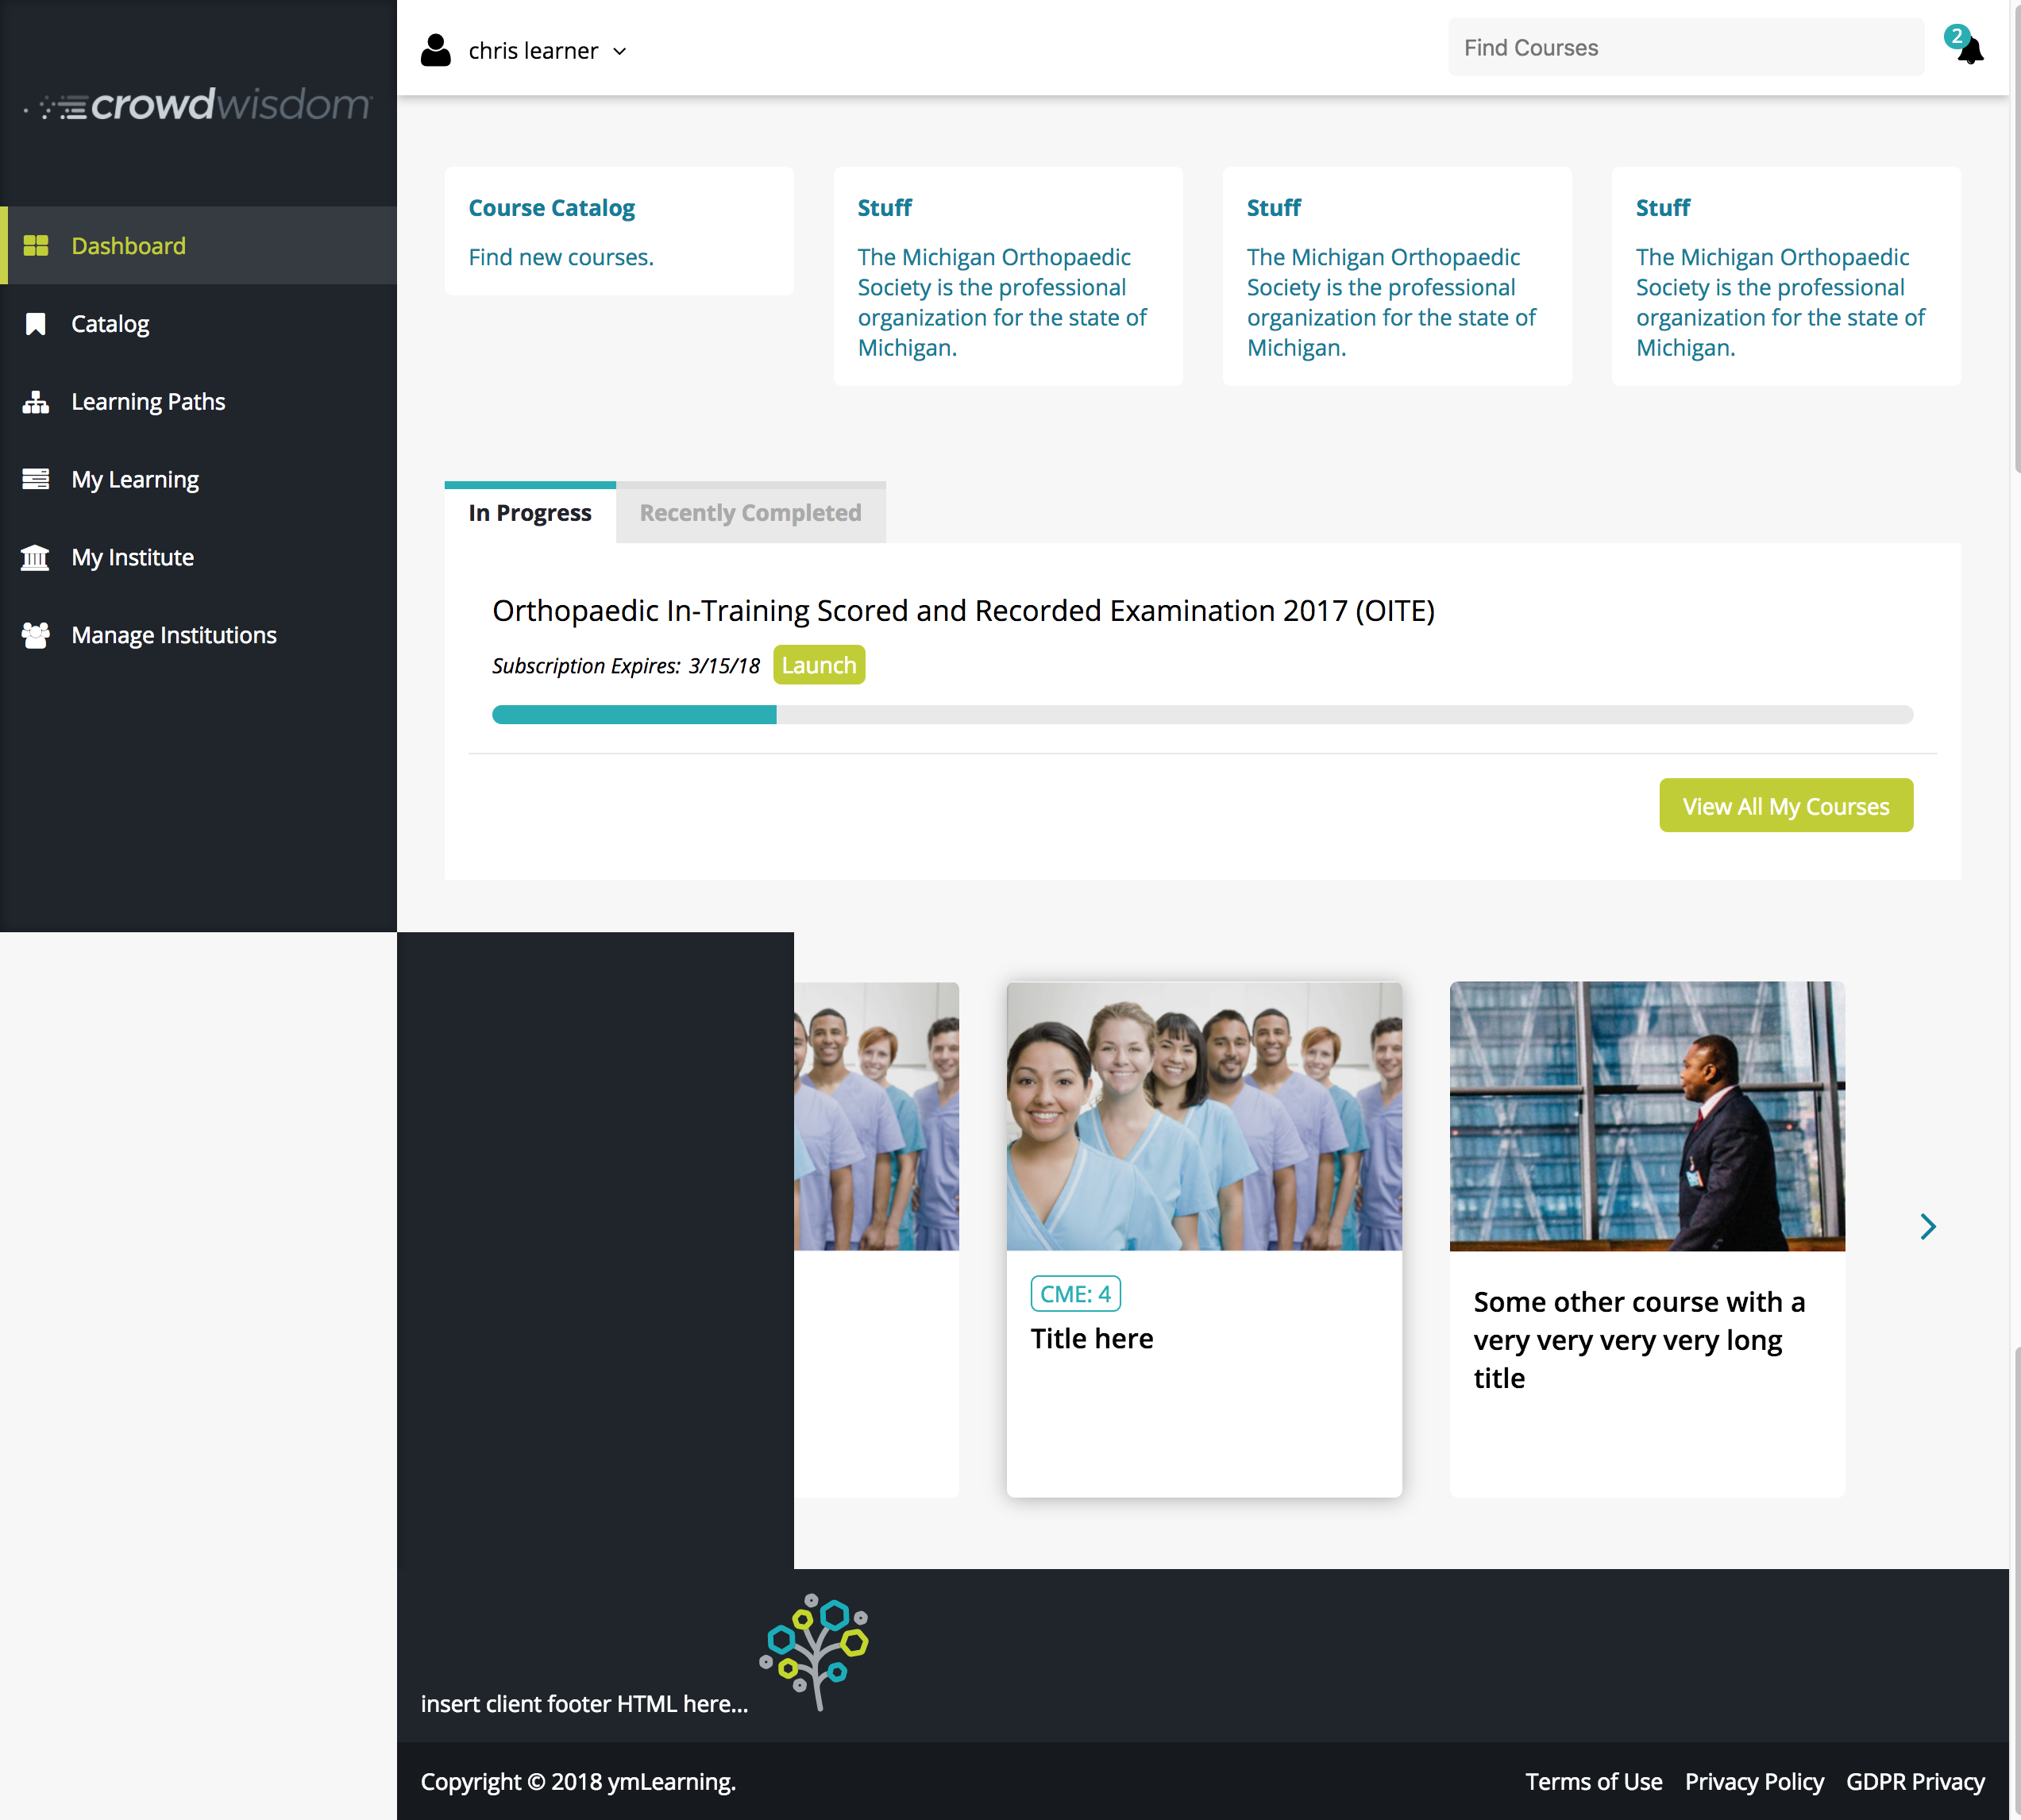 crowdwisdom
Dashboard
Catalog
Learning Paths
My Learning
My Institute
Manage Institutions
chris learner
Find Courses
2
Course Catalog
Find new courses.
Stuff
The Michigan Orthopaedic
Society is the professional
organization for the state of
Michigan.
Stuff
The Michigan Orthopaedic
Society is the professional
organization for the state of
Michigan.
Stuff
The Michigan Orthopaedic
Society is the professional
organization for the state of
Michigan.
In Progress
Recently Completed
Orthopaedic In-Training Scored and Recorded Examination 2017 (OITE)
Subscription Expires: 3/15/18 Launch
View All My Courses
CME: 4
Title here
Some other course with a
very very very very long
title
insert client footer HTML here...
Copyright © 2018 ymLearning.
Terms of Use Privacy Policy GDPR Privacy